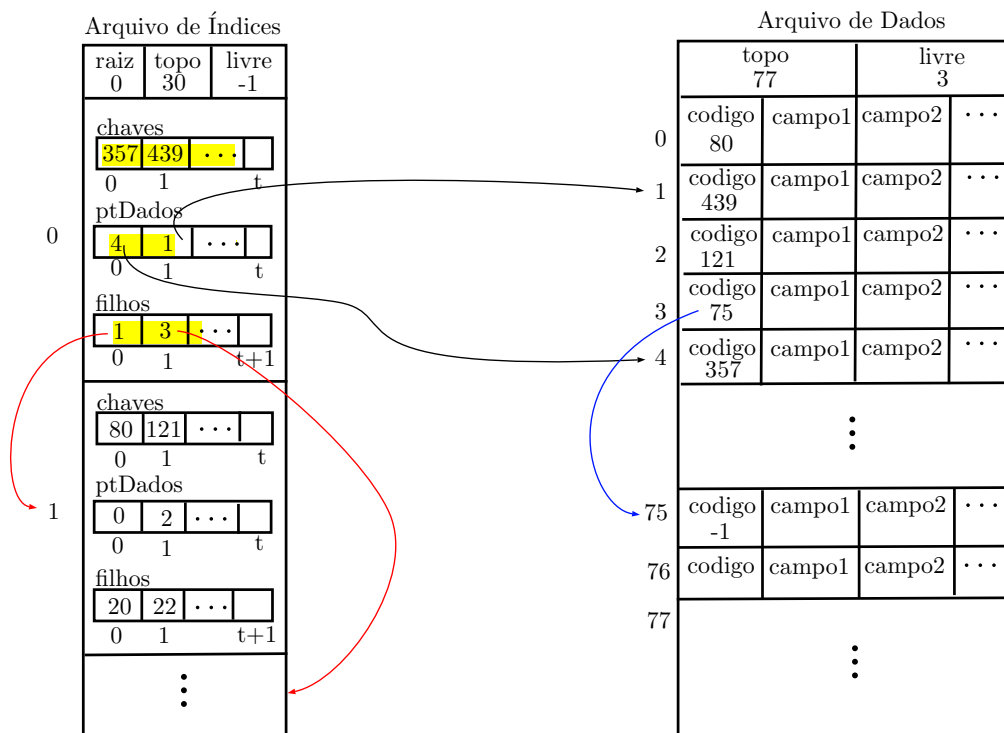 Arquivo de Índices
raiz topo livre
0 30 -1
chaves
357 439 ...
0 1 t
0
ptDados
4 1 ...
0 1 t
filhos
1 3 ...
0 1 t+1
chaves
80 121 ...
0 1 t
1
ptDados
0 2 ...
0 1 t
filhos
20 22 ...
0 1 t+1
Arquivo de Dados
topo livre
77 3
0 codigo campo1 campo2 ...
80
1 codigo campo1 campo2 ...
439
2 codigo campo1 campo2 ...
121
3 codigo campo1 campo2 ...
75
4 codigo campo1 campo2 ...
357
75 codigo campo1 campo2 ...
-1
76 codigo campo1 campo2 ...
77